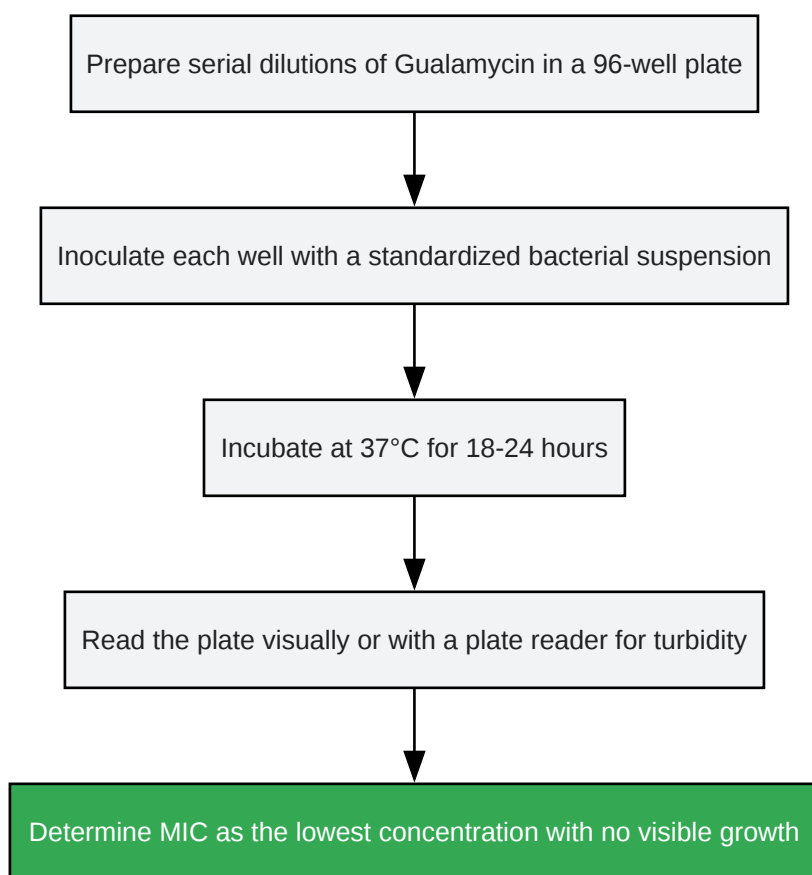 Prepare serial dilutions of Gualamycin in a 96-well plate
Inoculate each well with a standardized bacterial suspension
Incubate at 37°C for 18-24 hours
Read the plate visually or with a plate reader for turbidity
Determine MIC as the lowest concentration with no visible growth